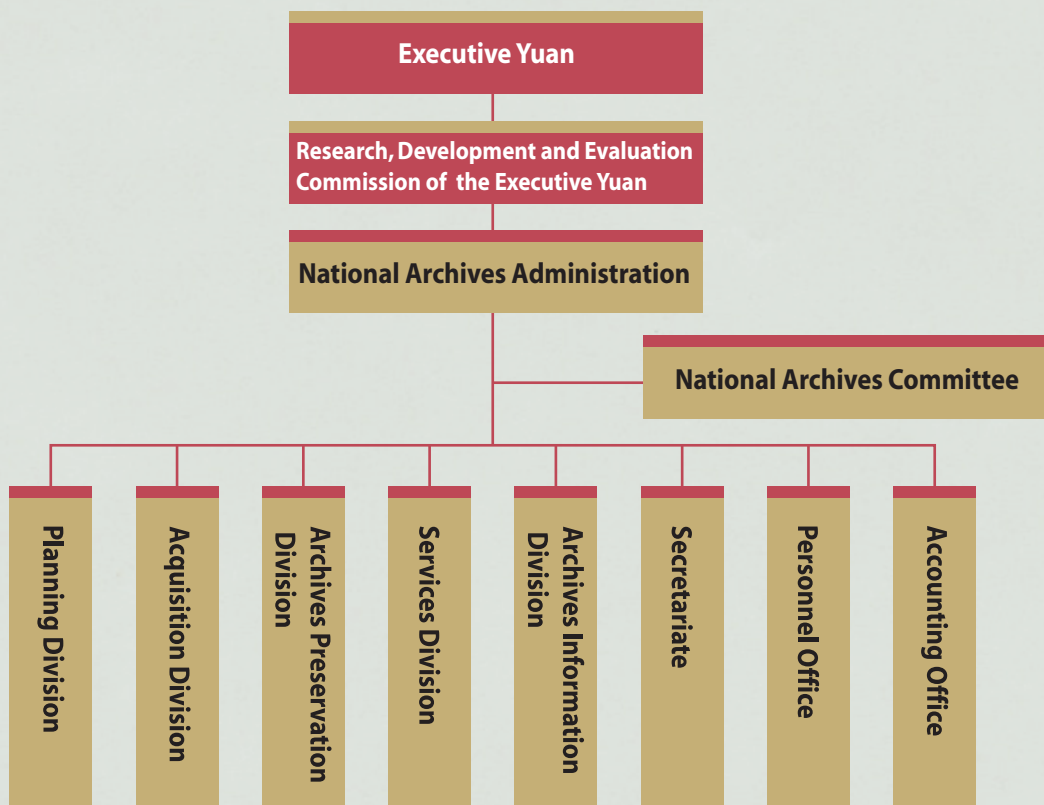 Executive Yuan
Research, Development and Evaluation
Commission of the Executive Yuan
National Archives Administration
National Archives Committee
Planning Division
Acquisition Division
Archives Preservation
Division
Services Division
Archives Information
Division
Secretariate
Personnel Office
Accounting Office